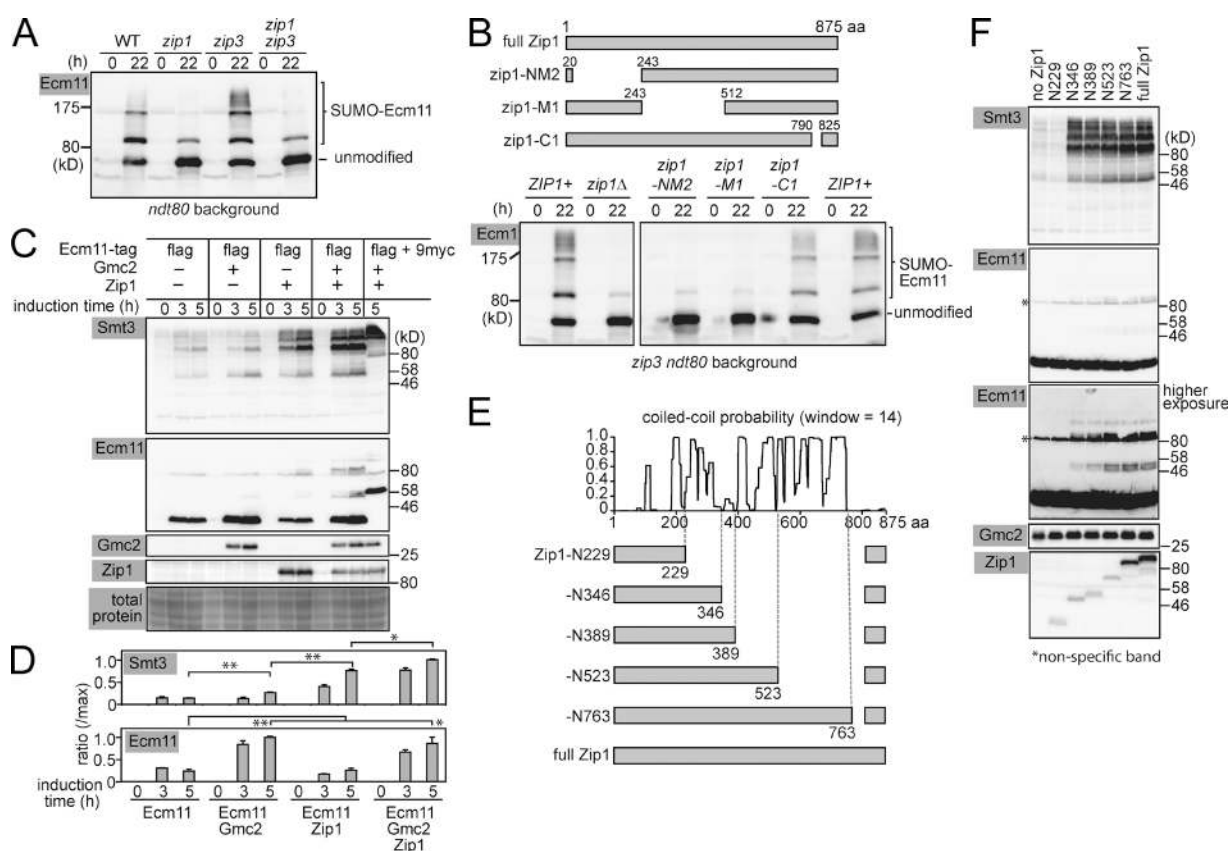 A
WT zip1 zip3 zip1 zip3
(h) 0 22 0 22 0 22 0 22
Ecm11
175
80
(kD)
SUMO-Ecm11
unmodified
ndt80 background
B
1 875 aa
full Zip1
20 243
zip1-NM2
243 512
zip1-M1
790 825
zip1-C1
ZIP1+ zip1Δ zip1-NM2 zip1-M1 zip1-C1 ZIP1+
(h) 0 22 0 22 0 22 0 22 0 22 0 22
Ecm1
175
80
(kD)
SUMO-Ecm11
unmodified
zip3 ndt80 background
C
Ecm11-tag flag flag flag flag flag + 9myc
Gmc2 – + – + +
Zip1 – – + + +
induction time (h) 0 3 5 0 3 5 0 3 5 0 3 5 5
Smt3
(kD)
80
58
46
Ecm11
80
58
46
Gmc2
25
Zip1
80
total protein
D
Smt3
1.0
0.5
0
** ** *
ratio (/max)
Ecm11
1.0
0.5
0
** *
induction time (h) 0 3 5 0 3 5 0 3 5 0 3 5
Ecm11
Ecm11 Gmc2
Ecm11 Zip1
Ecm11 Gmc2 Zip1
E
coiled-coil probability (window = 14)
1.0
0.8
0.6
0.4
0.2
0
0 200 400 600 800 875 aa
Zip1-N229
229
-N346
346
-N389
389
-N523
523
-N763
763
full Zip1
F
no Zip1 N229 N346 N389 N523 N763 full Zip1
Smt3
(kD)
80
58
46
Ecm11
*
80
58
46
Ecm11
higher exposure
*
80
58
46
Gmc2
25
Zip1
80
58
46
*non-specific band